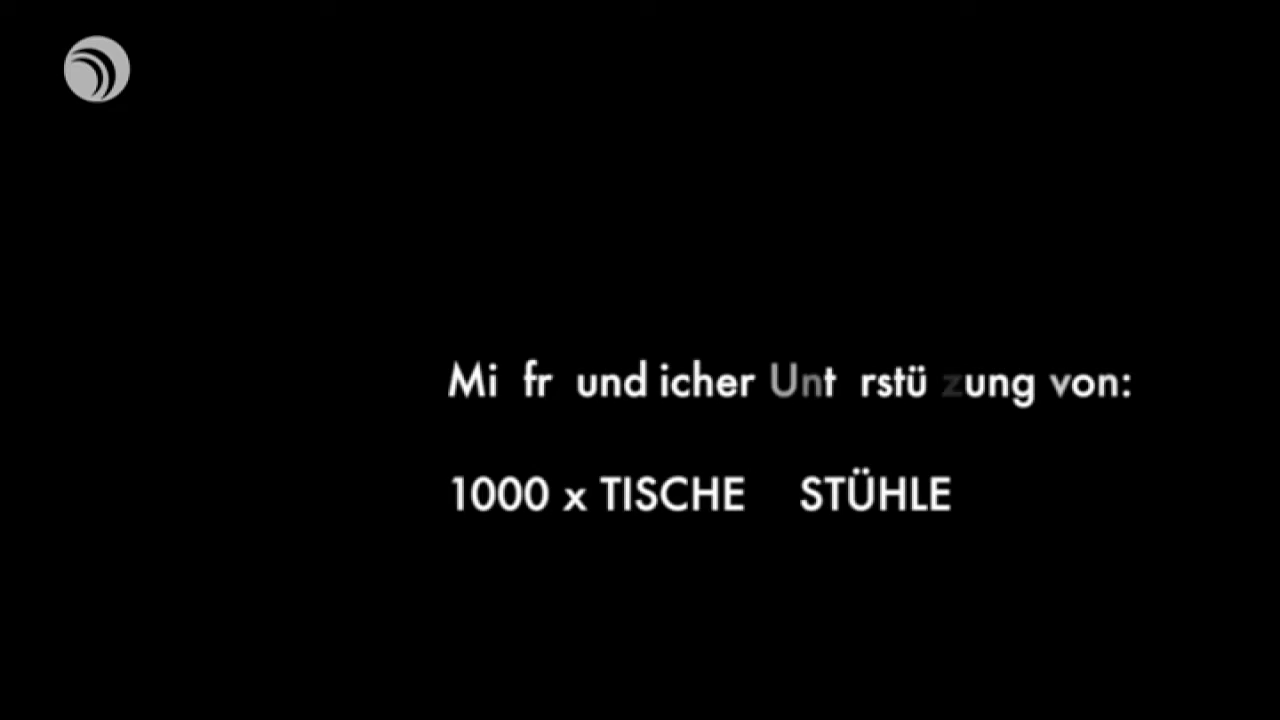 Mi fr und icher Unt rstü zung von:
1000 x TISCHE STÜHLE